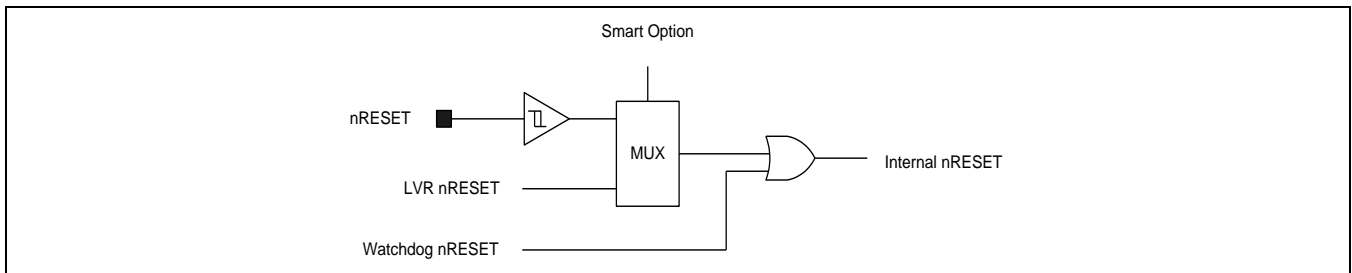 Smart Option
nRESET
MUX
Internal nRESET
LVR nRESET
Watchdog nRESET